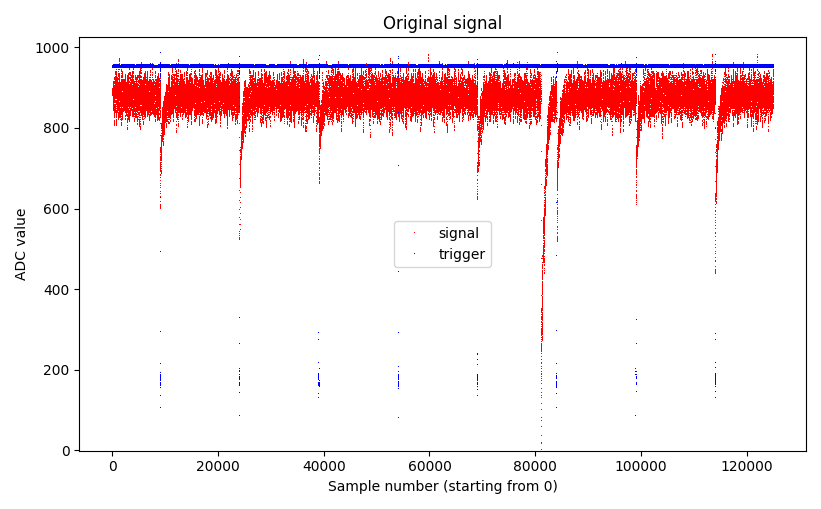 Original signal
ADC value
1000
800
600
400
200
0
signal
trigger
0 20000 40000 60000 80000 100000 120000
Sample number (starting from 0)